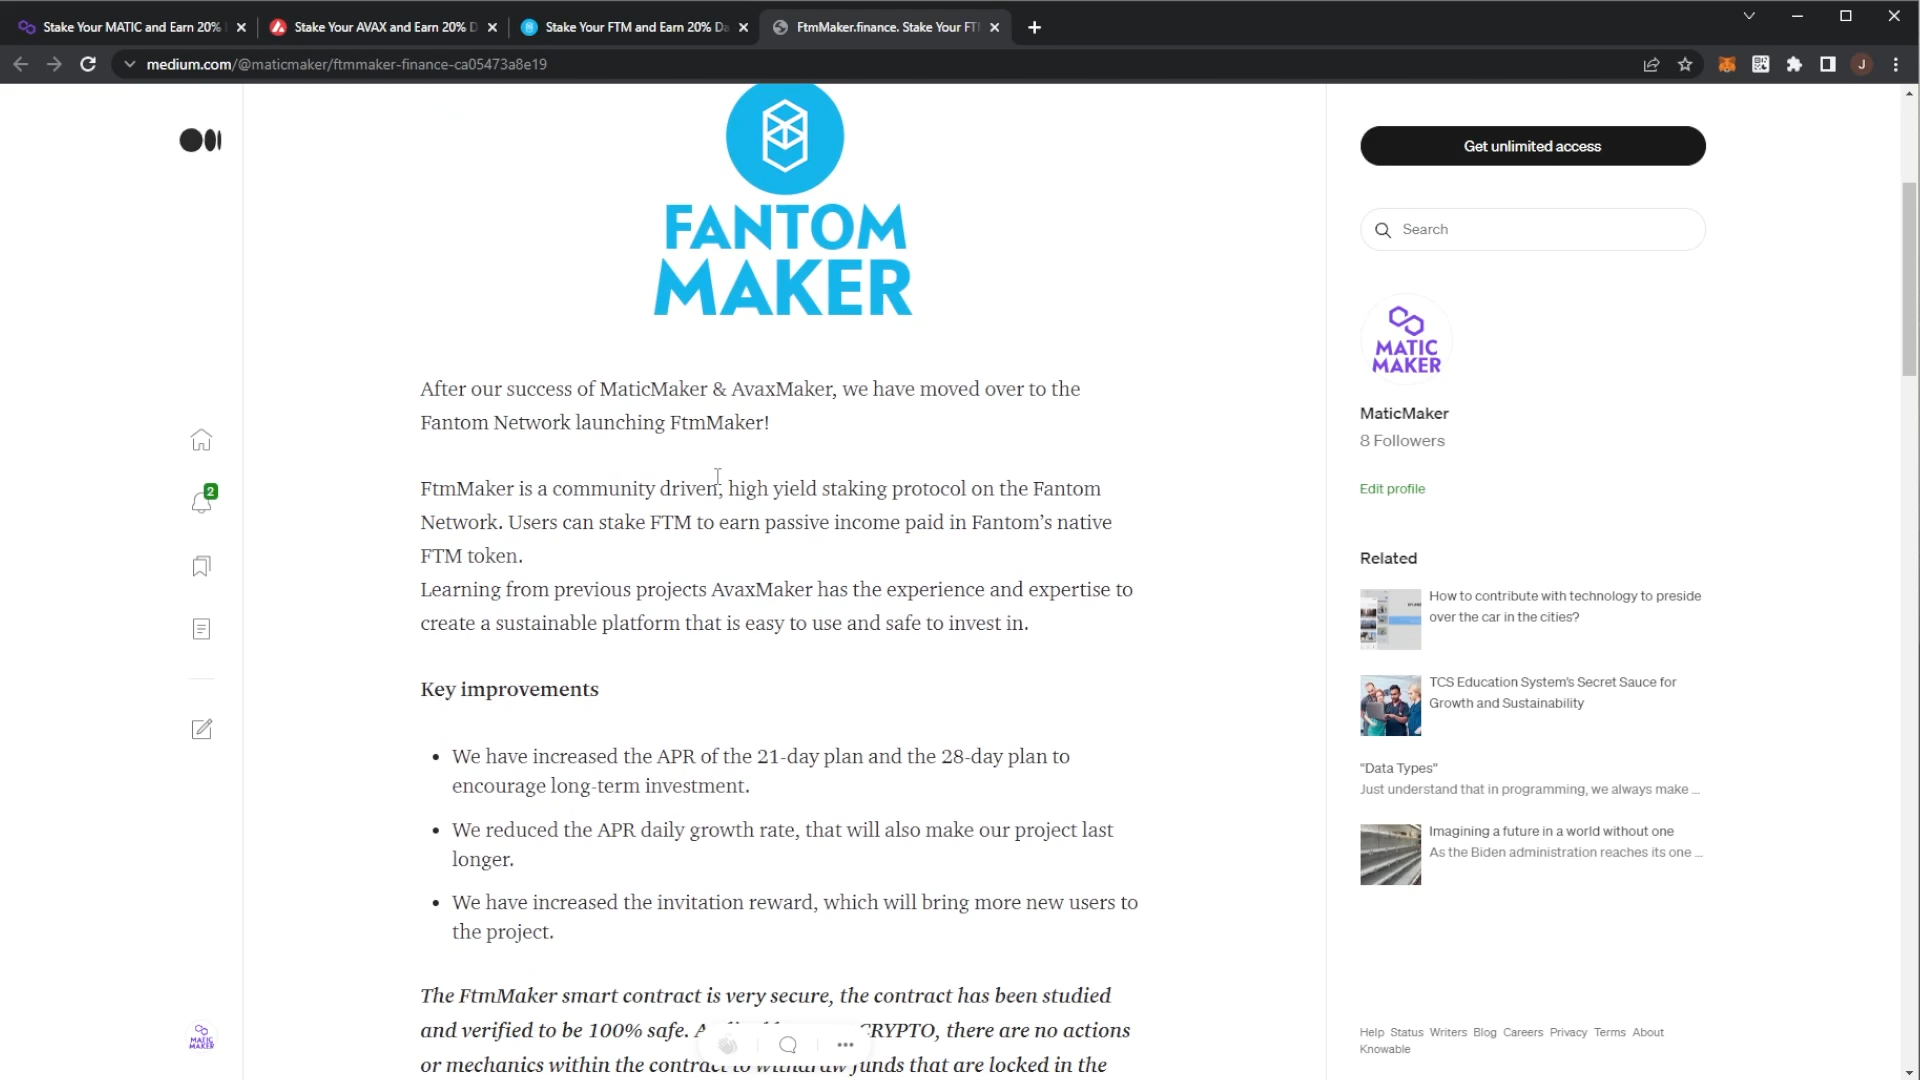 Stake Your MATIC and Earn 20%
Stake Your AVAX and Earn 20% D
Stake Your FTM and Earn 20% Da
FtmMaker.finance. Stake Your FT
medium.com/@maticmaker/ftmmaker-finance-ca05473a8e19
J
FANTOM
MAKER
After our success of MaticMaker & AvaxMaker, we have moved over to the
Fantom Network launching FtmMaker!
FtmMaker is a community driven, high yield staking protocol on the Fantom
Network. Users can stake FTM to earn passive income paid in Fantom's native
FTM token.
Learning from previous projects AvaxMaker has the experience and expertise to
create a sustainable platform that is easy to use and safe to invest in.
Key improvements
• We have increased the APR of the 21-day plan and the 28-day plan to
encourage long-term investment.
• We reduced the APR daily growth rate, that will also make our project last
longer.
• We have increased the invitation reward, which will bring more new users to
the project.
The FtmMaker smart contract is very secure, the contract has been studied
and verified to be 100% safe. CRYPTO, there are no actions
or mechanics within the contract to withdraw funds that are locked in the
2
MATIC
MAKER
Get unlimited access
Search
MATIC
MAKER
MaticMaker
8 Followers
Edit profile
Related
How to contribute with technology to preside
over the car in the cities?
TCS Education System's Secret Sauce for
Growth and Sustainability
"Data Types"
Just understand that in programming, we always make ...
Imagining a future in a world without one
As the Biden administration reaches its one ...
Help Status Writers Blog Careers Privacy Terms About
Knowable